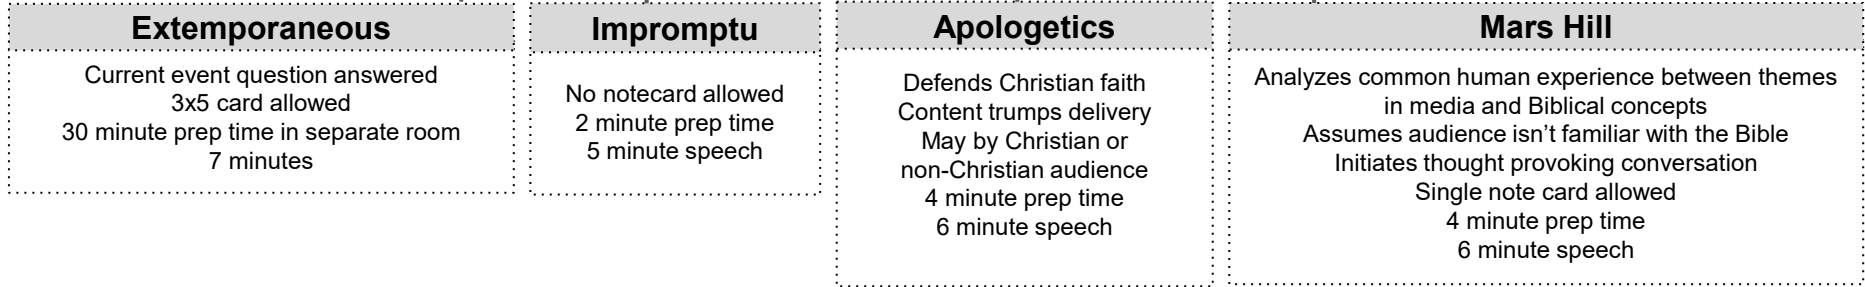 Extemporaneous
Current event question answered
3x5 card allowed
30 minute prep time in separate room
7 minutes
Impromptu
No notecard allowed
2 minute prep time
5 minute speech
Apologetics
Defends Christian faith
Content trumps delivery
May by Christian or
non-Christian audience
4 minute prep time
6 minute speech
Mars Hill
Analyzes common human experience between themes
in media and Biblical concepts
Assumes audience isn’t familiar with the Bible
Initiates thought provoking conversation
Single note card allowed
4 minute prep time
6 minute speech